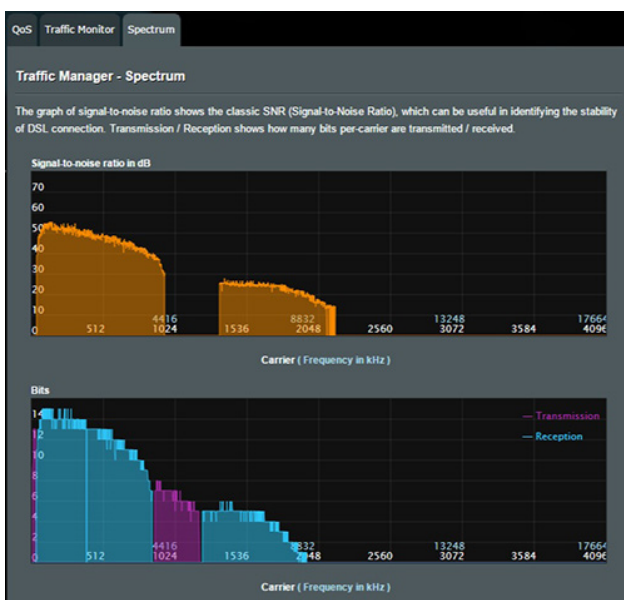 QoS Traffic Monitor Spectrum
Traffic Manager - Spectrum
The graph of signal-to-noise ratio shows the classic SNR (Signal-to-Noise Ratio), which can be useful in identifying the stability
of DSL connection. Transmission / Reception shows how many bits per-carrier are transmitted / received.
Signal-to-noise ratio in dB
70
60
50
40
30
20
10
4416 8832 13248 17664
0 512 1024 1536 2048 2560 3072 3584 4096
Carrier ( Frequency in kHz )
Bits
14
— Transmission
12
— Reception
10
8
6
4
2
4416 8832 13248 17664
0 512 1024 1536 2048 2560 3072 3584 4096
Carrier ( Frequency in kHz )